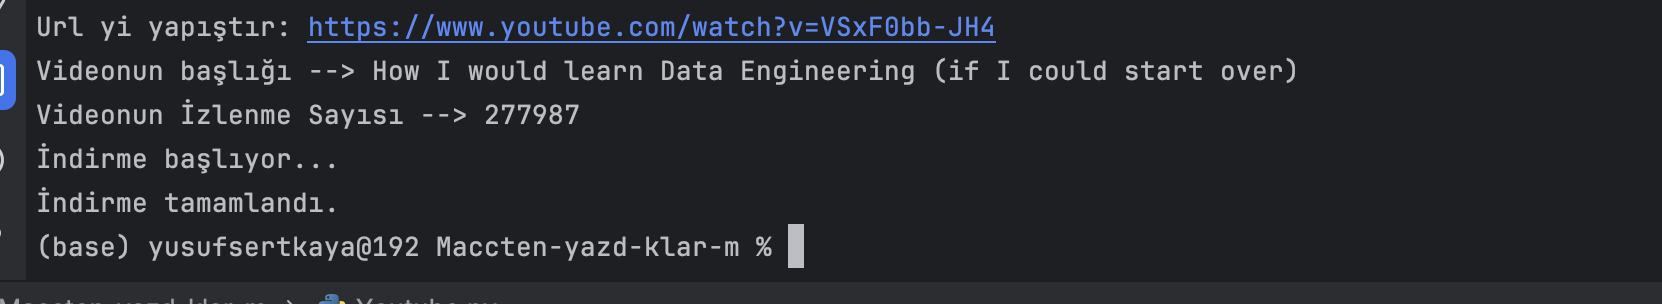 Url yi yapıştır: https://www.youtube.com/watch?v=VSxF0bb-JH4
Videonun başlığı --> How I would learn Data Engineering (if I could start over)
Videonun İzlenme Sayısı --> 277987
İndirme başlıyor...
İndirme tamamlandı.
(base) yusufsertkaya@192 Maccten-yazd-klar-m %